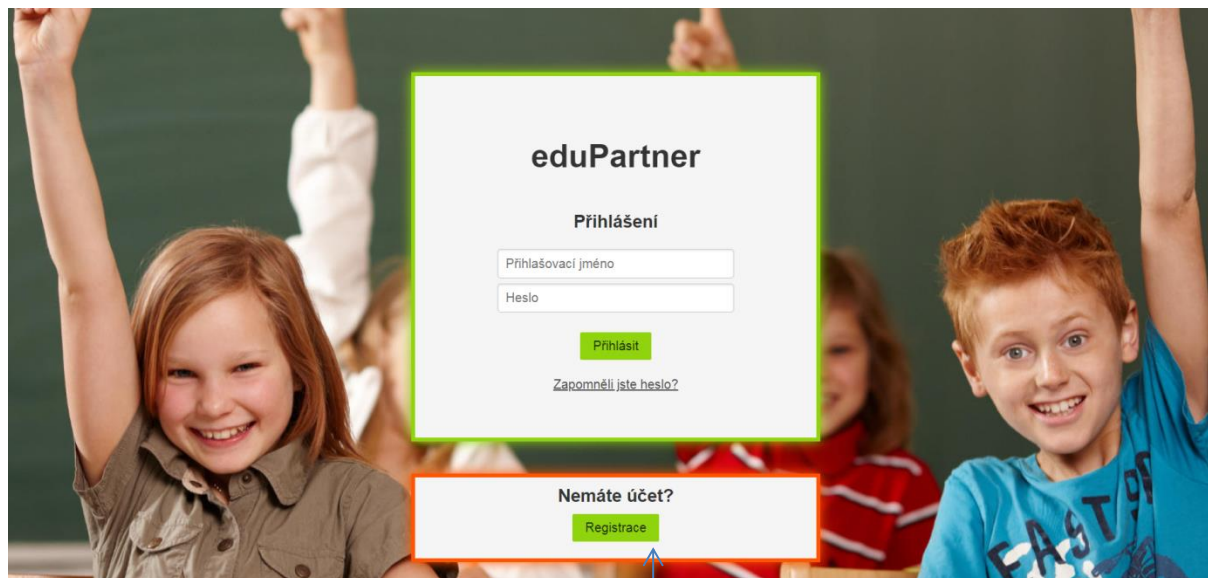 eduPartner
Přihlášení
Přihlašovací jméno
Heslo
Přihlásit
Zapomněli jste heslo?
Nemáte účet?
Registrace